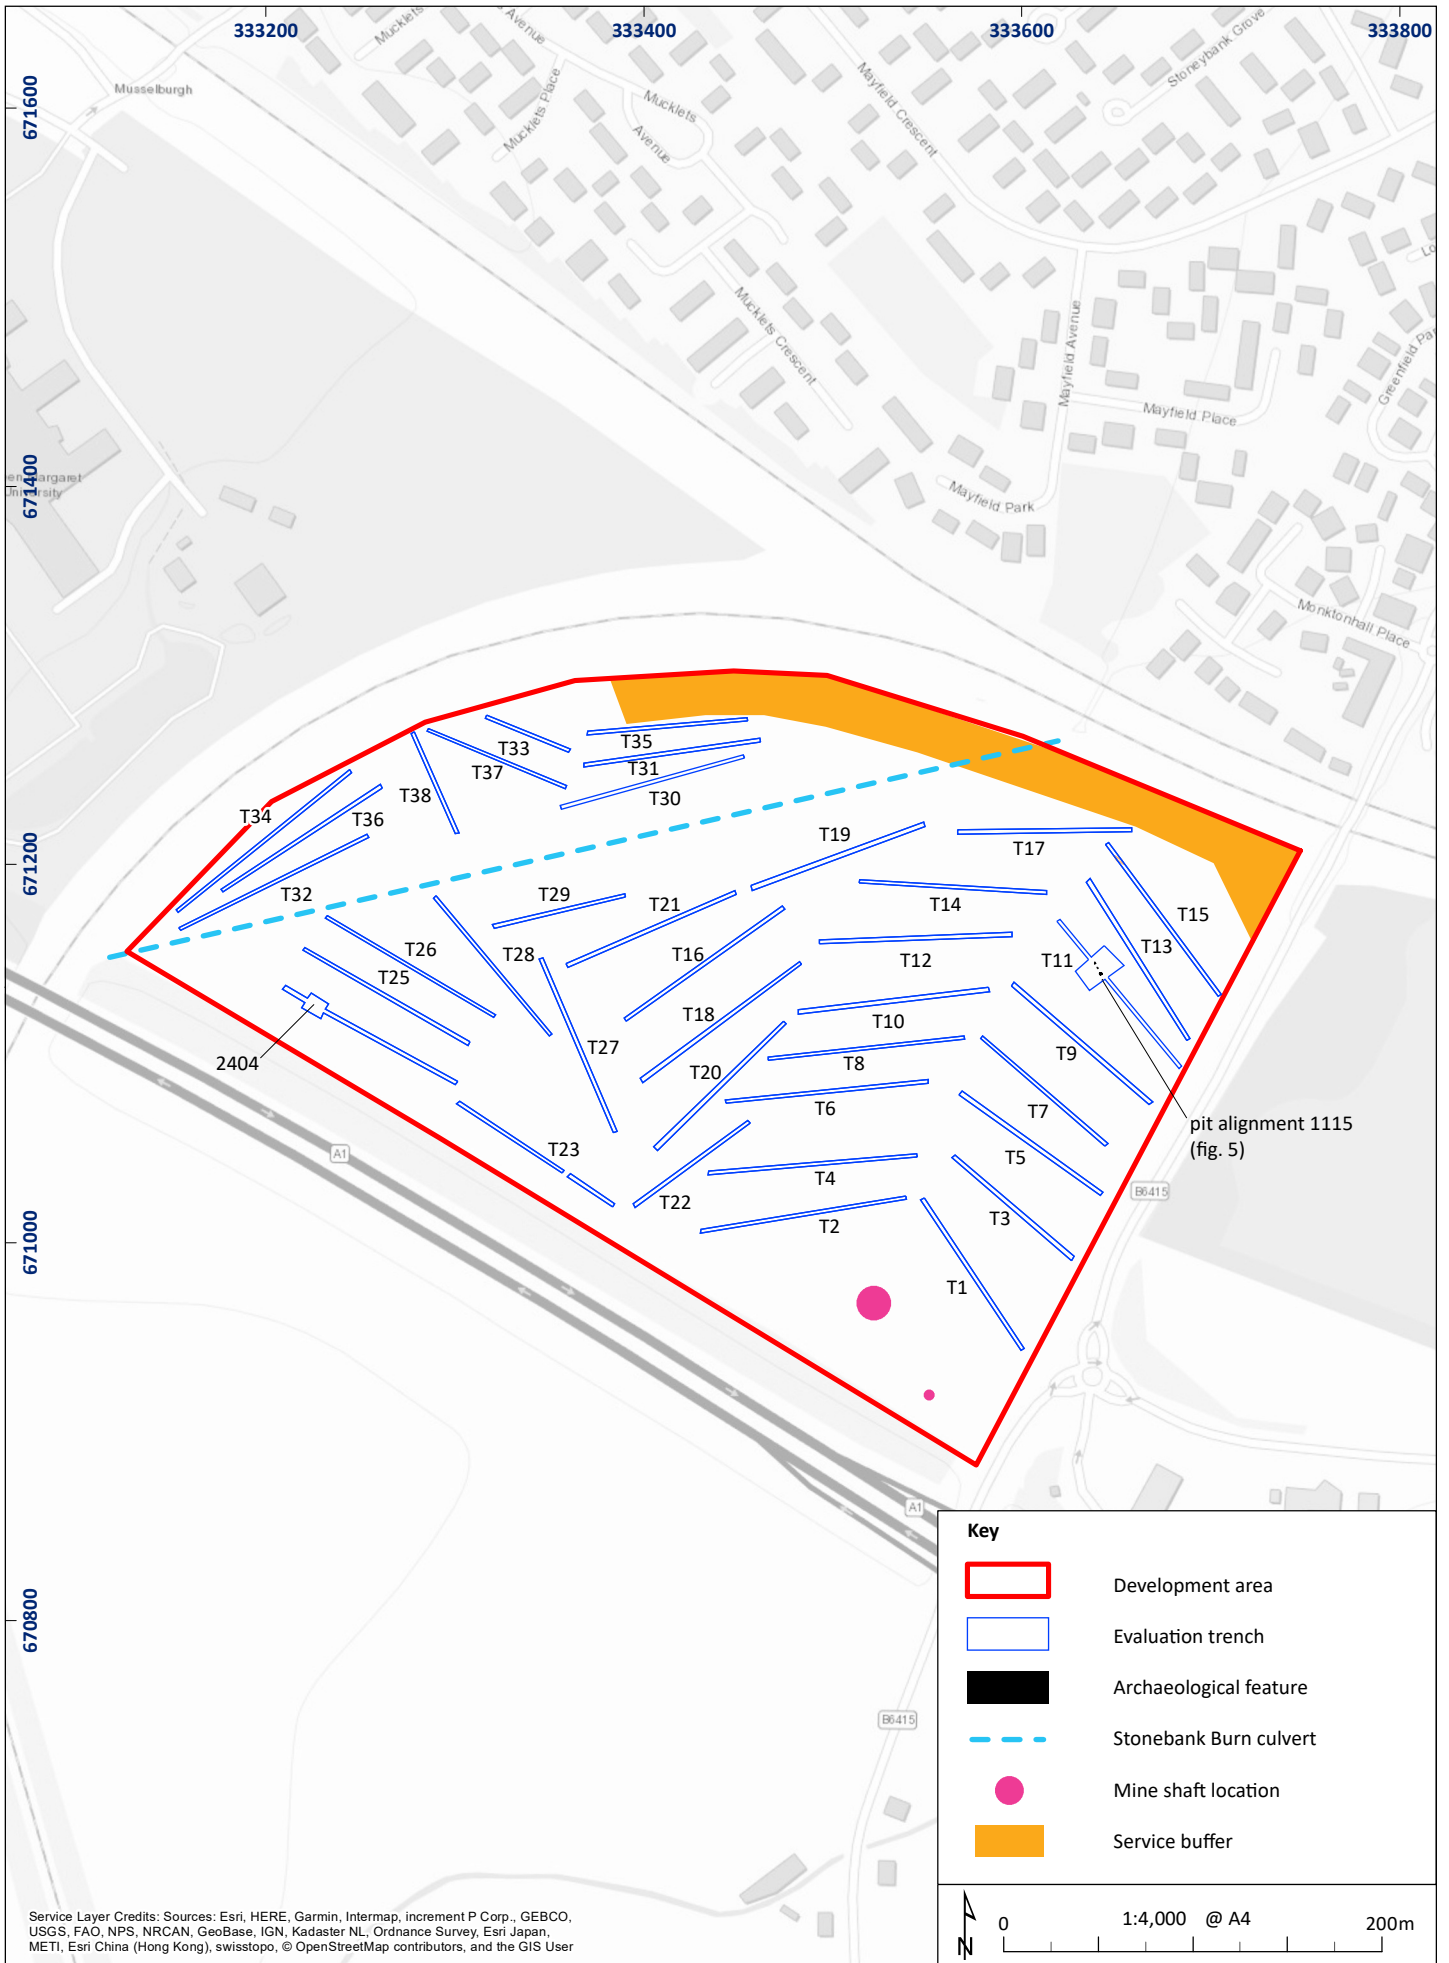 333200
333400
333600
333800
671600
671400
671200
671000
670800
Mucklets
s Avenue
Musselburgh
Mucklets Place
Mucklets
Avenue
Mayfield Crescent
Stoneybank Grove
Mucklets Crescent
Mayfield Avenue
Mayfield Place
Greenfield Par
Lo
en Margaret
University
Mayfield Park
Monktonhall Place
T33
T35
T37
T31
T38
T30
T34
T36
T19
T17
T32
T29
T14
T21
T15
T26
T28
T16
T12
T11
T13
T25
T18
T10
T27
T9
2404
T20
T8
T6
T7
pit alignment 1115
(fig. 5)
T23
T4
T5
A1
B6415
T22
T2
T3
T1
A1
B6415
Key
Development area
Evaluation trench
Archaeological feature
Stonebank Burn culvert
Mine shaft location
Service buffer
N
0
1:4,000 @ A4
200m
Service Layer Credits: Sources: Esri, HERE, Garmin, Intermap, increment P Corp., GEBCO,
USGS, FAO, NPS, NRCAN, GeoBase, IGN, Kadaster NL, Ordnance Survey, Esri Japan,
METI, Esri China (Hong Kong), swisstopo, © OpenStreetMap contributors, and the GIS User